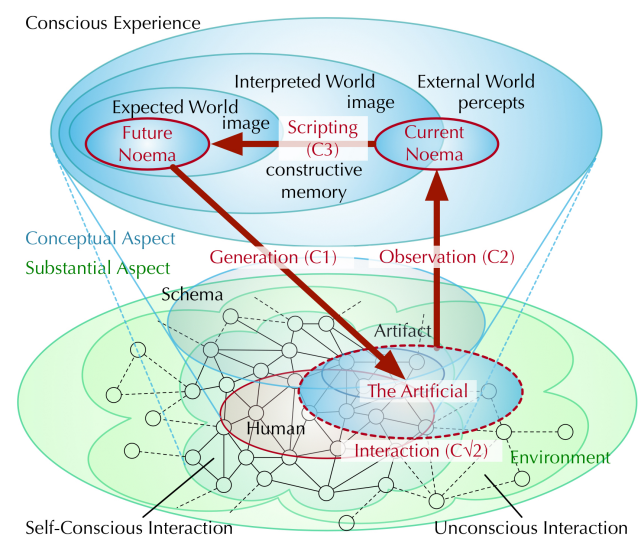 Conscious Experience
Interpreted World
image
External World
percepts
Expected World
image
Future
Noema
Scripting
(C3)
Current
Noema
constructive
memory
Conceptual Aspect
Substantial Aspect
Generation (C1)
Observation (C2)
Schema
Artifact
The Artificial
Human
Interaction (C√2)
Environment
Self-Conscious Interaction
Unconscious Interaction